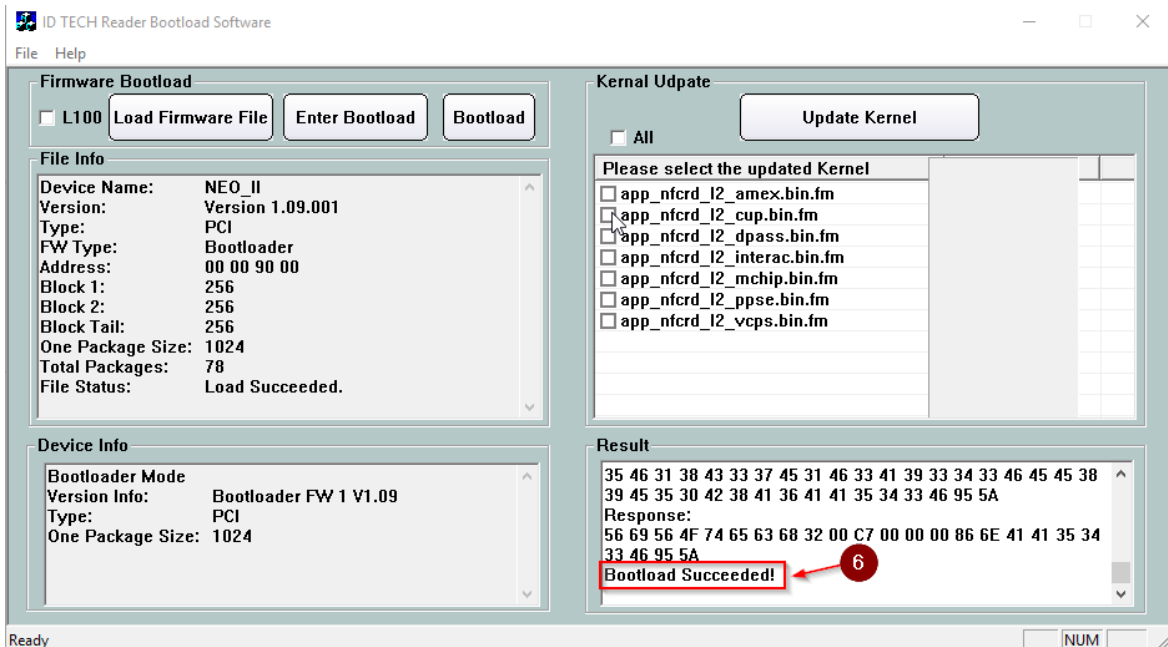 ID TECH Reader Bootload Software
File Help
Firmware Bootload
L100 Load Firmware File Enter Bootload Bootload
File Info
Device Name: NEO_II
Version: Version 1.09.001
Type: PCI
FW Type: Bootloader
Address: 00 00 90 00
Block 1: 256
Block 2: 256
Block Tail: 256
One Package Size: 1024
Total Packages: 78
File Status: Load Succeeded.
Device Info
Bootloader Mode
Version Info: Bootloader FW 1 V1.09
Type: PCI
One Package Size: 1024
Kernal Udpate
Update Kernel
All
Please select the updated Kernel
app_nfcrd_l2_amex.bin.fm
app_nfcrd_l2_cup.bin.fm
app_nfcrd_l2_dpass.bin.fm
app_nfcrd_l2_interac.bin.fm
app_nfcrd_l2_mchip.bin.fm
app_nfcrd_l2_ppse.bin.fm
app_nfcrd_l2_vcps.bin.fm
Result
35 46 31 38 43 33 37 45 31 46 33 41 39 33 34 33 46 45 45 38
39 45 35 30 42 38 41 36 41 41 35 34 33 46 95 5A
Response:
56 69 56 4F 74 65 63 68 32 00 C7 00 00 00 86 6E 41 41 35 34
33 46 95 5A
Bootload Succeeded!
6
Ready
NUM